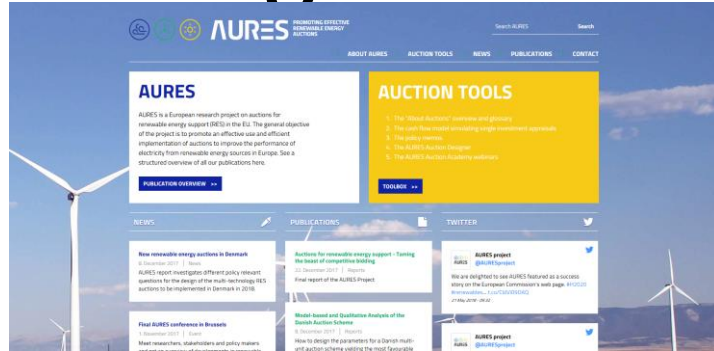 AURES PROMOTING EFFECTIVE
RENEWABLE ENERGY
AUCTIONS
Search AURES
Search
ABOUT AURES AUCTION TOOLS NEWS PUBLICATIONS CONTACT
AURES
AURES is a European research project on auctions for
renewable energy support (RES) in the EU. The general objective
of the project is to promote an effective use and efficient
implementation of auctions to improve the performance of
electricity from renewable energy sources in Europe. See a
structured overview of all our publications here.
PUBLICATION OVERVIEW >>
AUCTION TOOLS
1. The "About Auctions" overview and glossary
2. The cash flow model simulating single investment appraisals
3. The policy memos
4. The AURES Auction Designer
5. The AURES Auction Academy webinars
TOOLBOX >>
NEWS
New renewable energy auctions in Denmark
8. December 2017 | News
AURES report investigates different policy relevant
questions for the design of the multi-technology RES
auctions to be implemented in Denmark in 2018.
Final AURES conference in Brussels
1. November 2017 | Event
Meet researchers, stakeholders and policy makers
PUBLICATIONS
Auctions for renewable energy support - Taming
the beast of competitive bidding
22. December 2017 | Reports
Final report of the AURES Project
Model-based and Qualitative Analysis of the
Danish Auction Scheme
8. December 2017 | Reports
How to design the parameters for a Danish multi-
unit auction scheme yielding the most favourable
TWITTER
AURES project
@AURESproject
We are delighted to see AURES featured as a success
story on the European Commission's web page. #H2020
27 May 2018
AURES project
@AURESproject